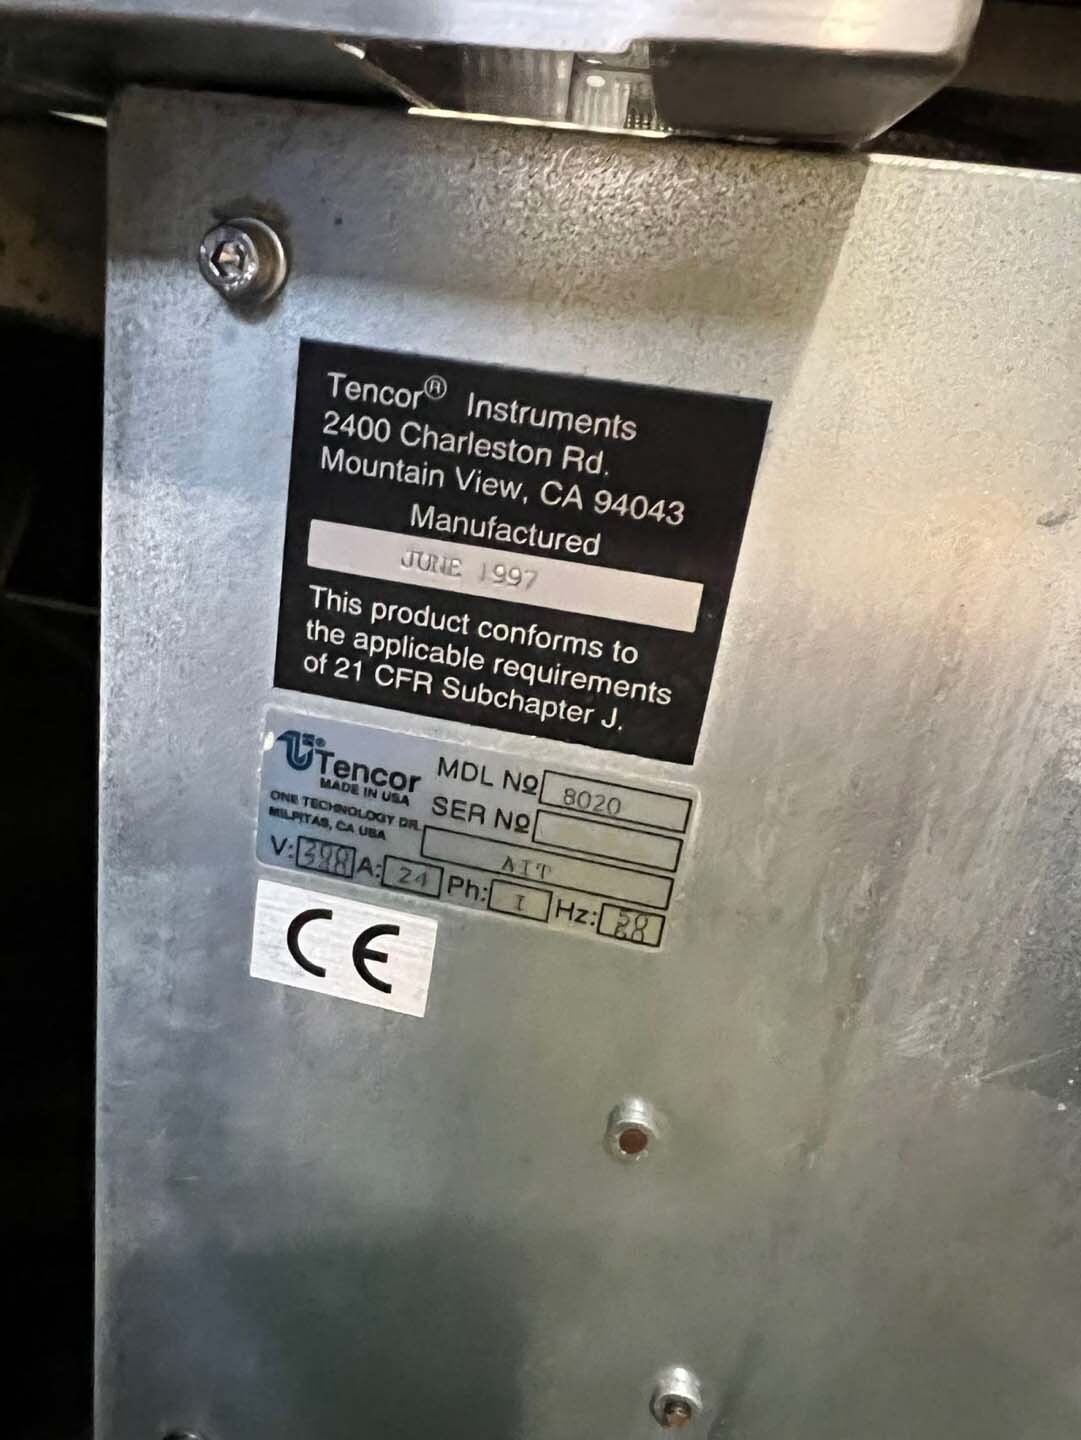 Tencor® Instruments
2400 Charleston Rd.
Mountain View, CA 94043
Manufactured
JUNE 1997
This product conforms to
the applicable requirements
of 21 CFR Subchapter J.
Tencor®
MADE IN USA
ONE TECHNOLOGY DR.
MILPITAS, CA USA
MDL Nº 8020
SER Nº
AIT
V: A: 24 Ph: 1 Hz: 50
60
CE